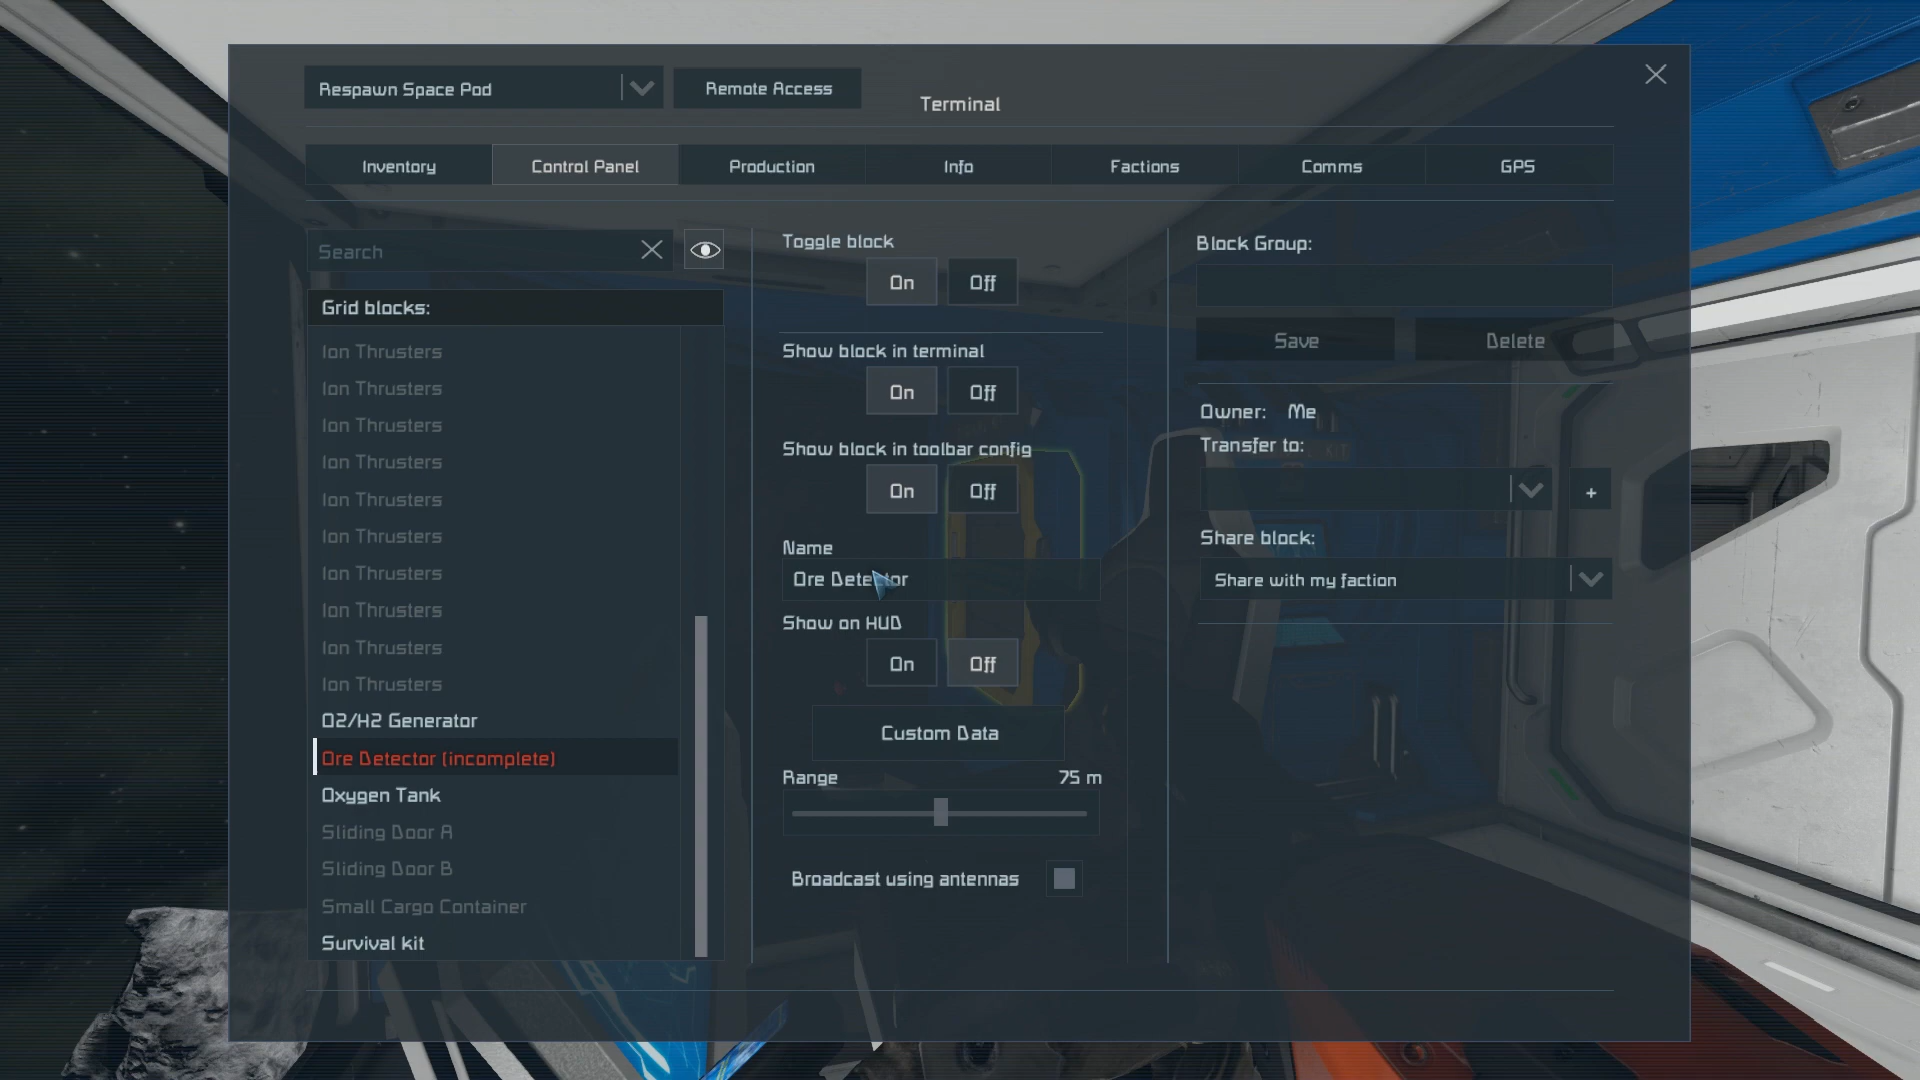 Respawn Space Pod
Remote Access
Terminal
Inventory
Control Panel
Production
Info
Factions
Comms
GPS
Search
Grid blocks:
Ion Thrusters
Ion Thrusters
Ion Thrusters
Ion Thrusters
Ion Thrusters
Ion Thrusters
Ion Thrusters
Ion Thrusters
Ion Thrusters
Ion Thrusters
O2/H2 Generator
Ore Detector (incomplete)
Oxygen Tank
Sliding Door A
Sliding Door B
Small Cargo Container
Survival kit
Toggle block
On Off
Show block in terminal
On Off
Show block in toolbar config
On Off
Name
Ore Detector
Show on HUD
On Off
Custom Data
Range 75 m
Broadcast using antennas
Block Group:
Save Delete
Owner: Me
Transfer to:
+
Share block:
Share with my faction